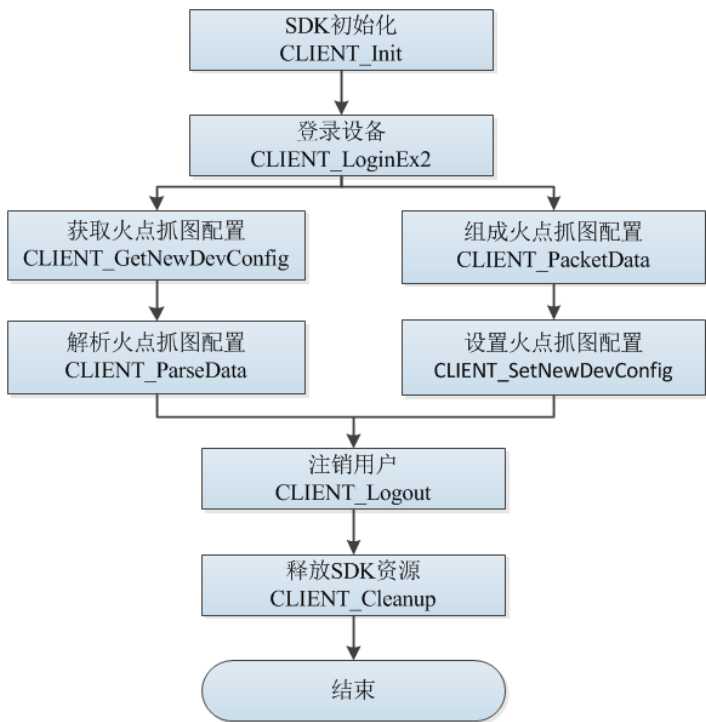 SDK初始化
CLIENT_Init
登录设备
CLIENT_LoginEx2
获取火点抓图配置
CLIENT_GetNewDevConfig
组成火点抓图配置
CLIENT_PacketData
解析火点抓图配置
CLIENT_ParseData
设置火点抓图配置
CLIENT_SetNewDevConfig
注销用户
CLIENT_Logout
释放SDK资源
CLIENT_Cleanup
结束